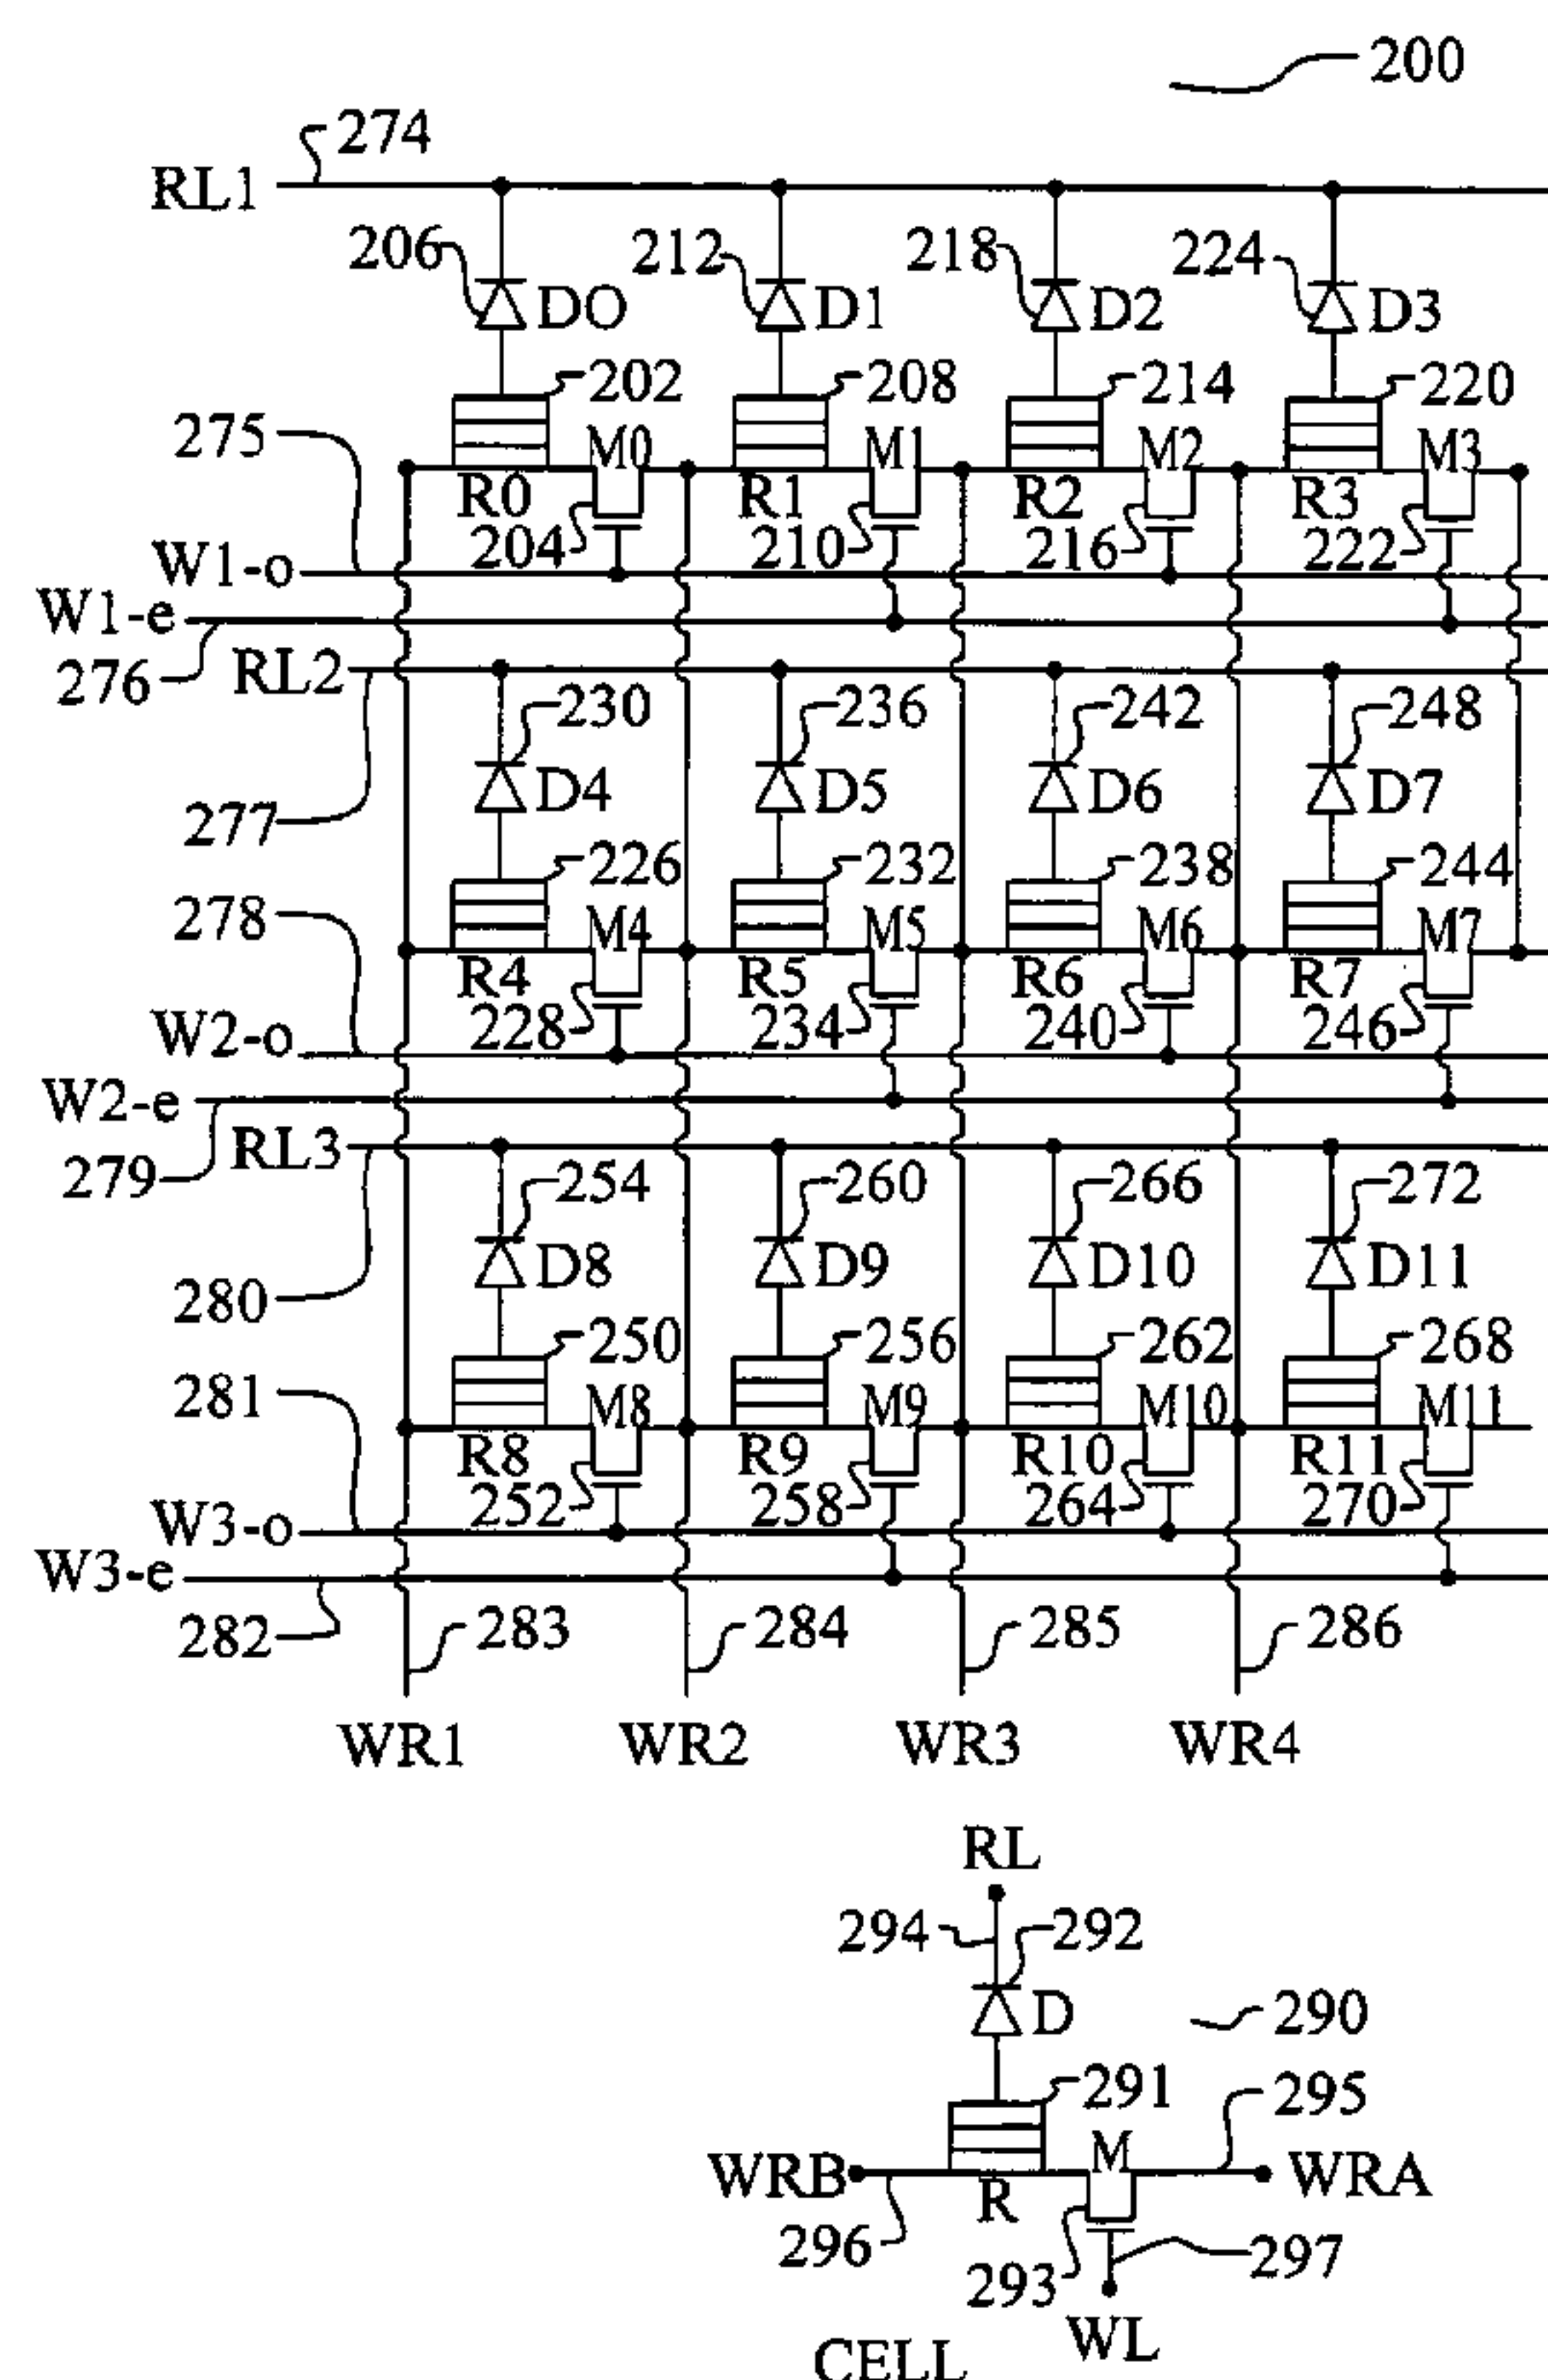 200
274
RL1
206 212 218 224
DO D1 D2 D3
202 208 214 220
275 M0 M1 M2 M3
R0 R1 R2 R3
204 210 216 222
W1-o
W1-e
276 RL2
230 236 242 248
D4 D5 D6 D7
277
226 232 238 244
278 M4 M5 M6 M7
R4 R5 R6 R7
228 234 240 246
W2-o
W2-e
279 RL3
254 260 266 272
D8 D9 D10 D11
280
250 256 262 268
281 M8 M9 M10 M11
R8 R9 R10 R11
252 258 264 270
W3-o
W3-e
282 283 284 285 286
WR1 WR2 WR3 WR4
RL
294 292
D 290
291 295
M
WRB WRA
R
296 293 297
WL
CELL